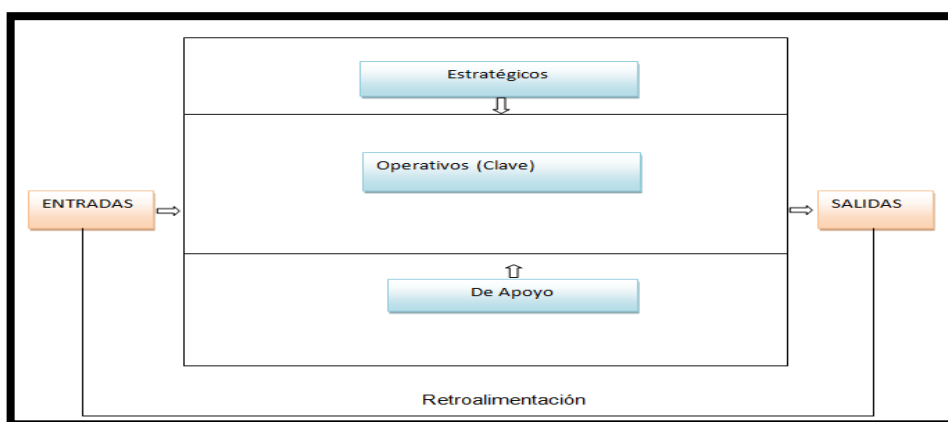 Estratégicos
Operativos (Clave)
ENTRADAS
SALIDAS
De Apoyo
Retroalimentación